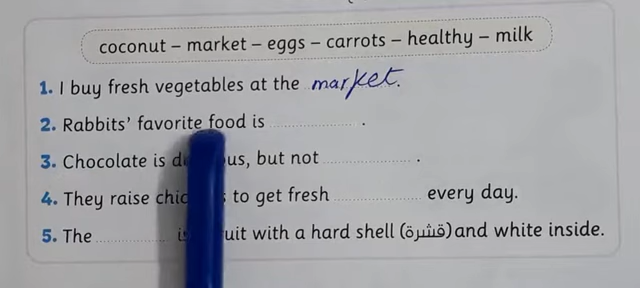 coconut – market – eggs – carrots – healthy – milk
1. I buy fresh vegetables at the market.
2. Rabbits' favorite food is .................... .
3. Chocolate is d us, but not .................... .
4. They raise chic s to get fresh .................... every day.
5. The .................... is uit with a hard shell (قشرة) and white inside.